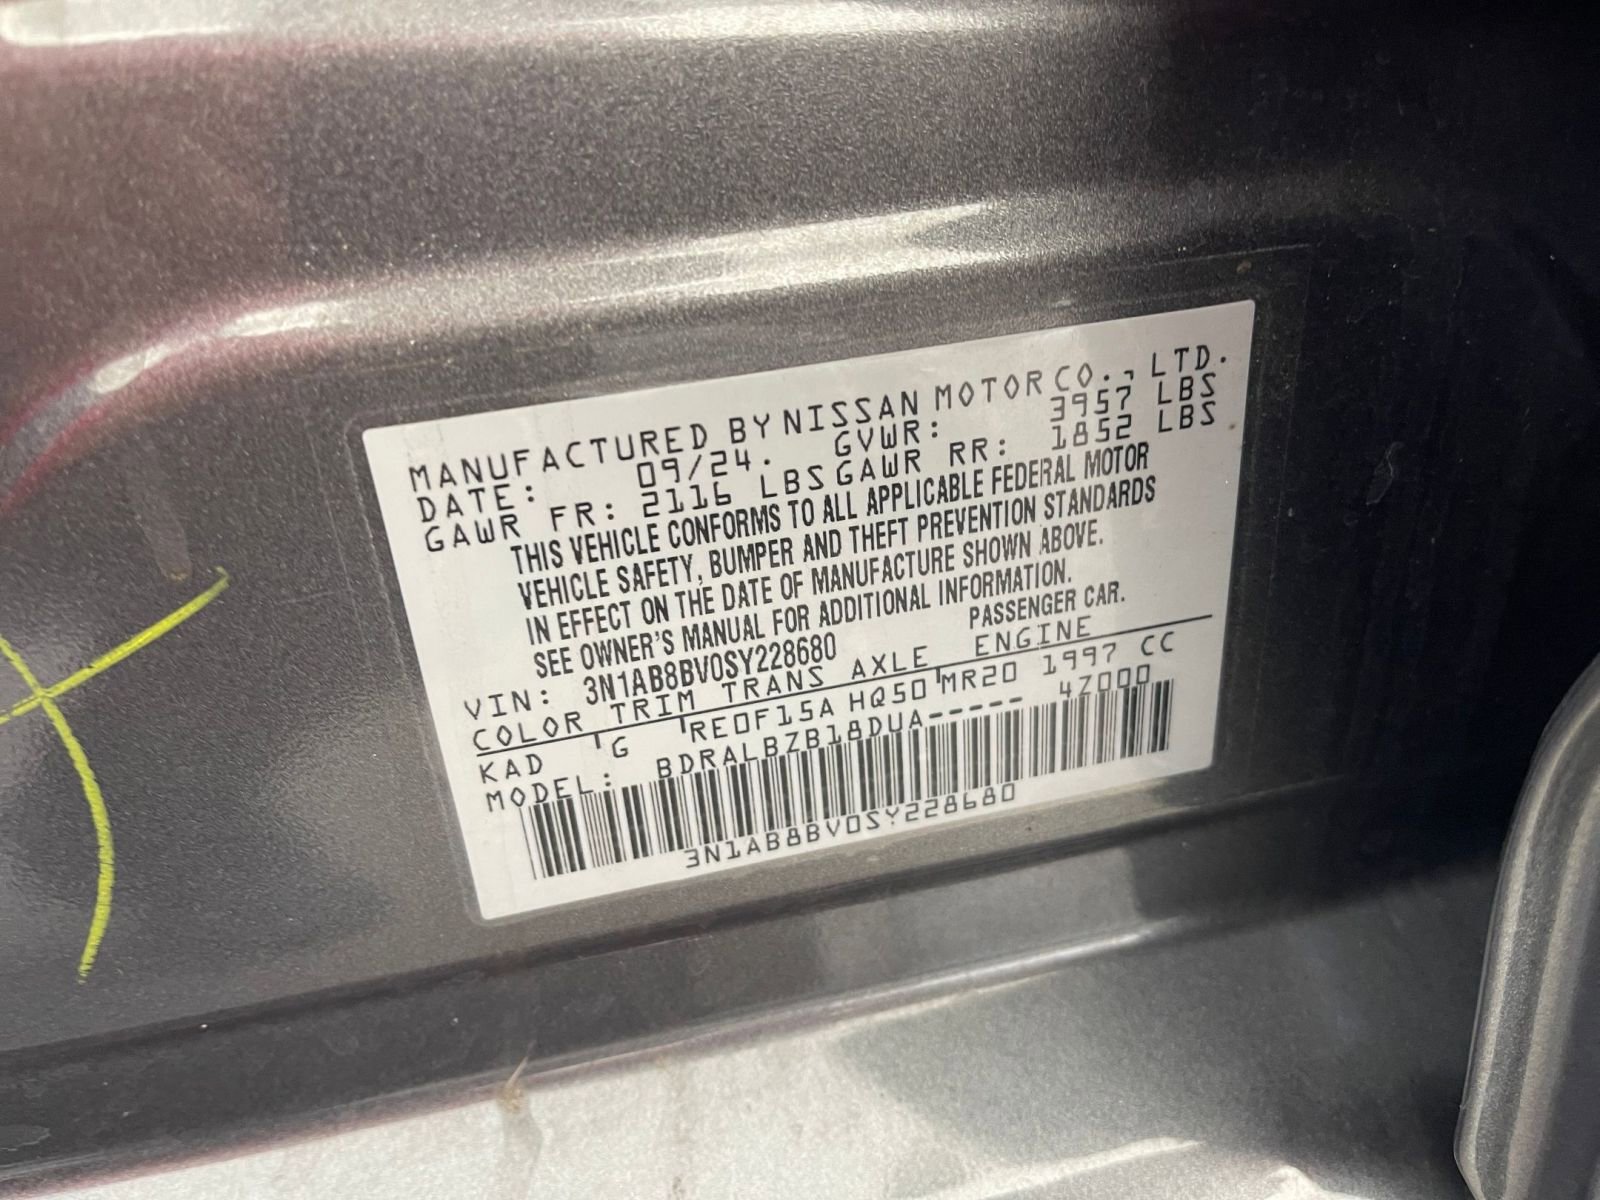 MANUFACTURED BY NISSAN MOTOR CO., LTD.
DATE: 09/24. GVWR: 3957 LBS
GAWR FR: 2116 LBS GAWR RR: 1852 LBS
THIS VEHICLE CONFORMS TO ALL APPLICABLE FEDERAL MOTOR
VEHICLE SAFETY, BUMPER AND THEFT PREVENTION STANDARDS
IN EFFECT ON THE DATE OF MANUFACTURE SHOWN ABOVE.
SEE OWNER'S MANUAL FOR ADDITIONAL INFORMATION.
VIN: 3N1AB8BV0SY228680 PASSENGER CAR.
COLOR TRIM TRANS AXLE ENGINE
KAD G RE0F15A HQ50 MR20 1997 CC
MODEL: BDRALBZB18DUA----- 4Z000
3N1AB8BV0SY228680